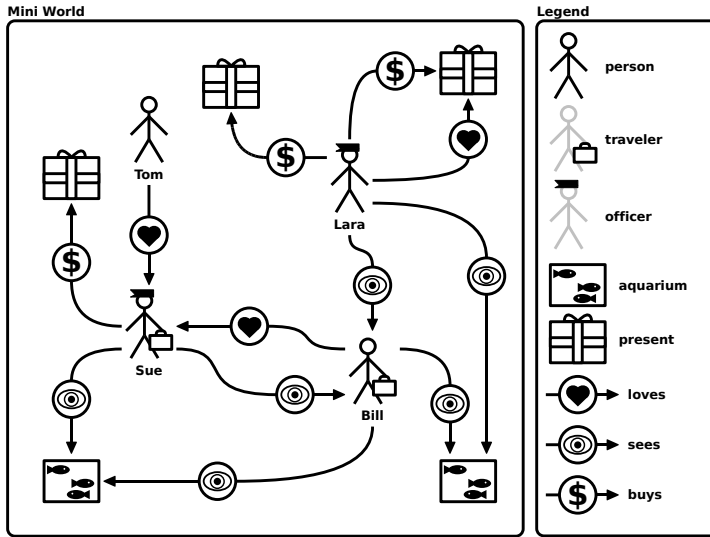 Mini World
Legend
Tom
Lara
Sue
Bill
$
$
$
person
traveler
officer
aquarium
present
loves
sees
$
buys